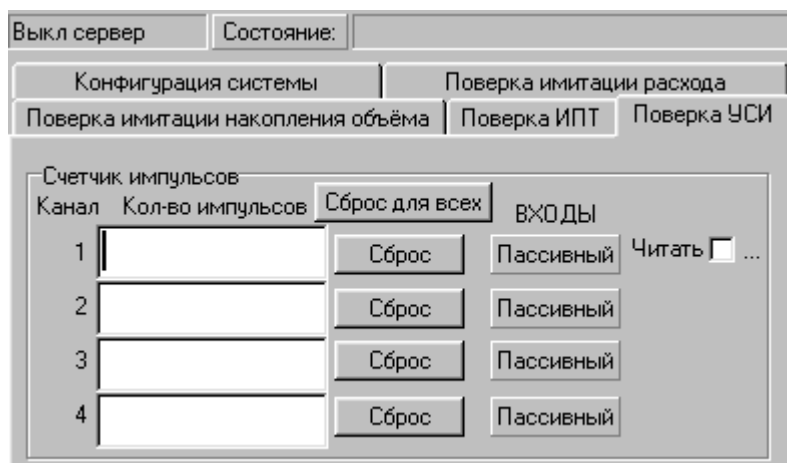 Выкл сервер Состояние:
Конфигурация системы Поверка имитации расхода
Поверка имитации накопления объёма Поверка ИПТ Поверка УСИ
Счетчик импульсов
Канал Кол-во импульсов Сброс для всех ВХОДЫ
1 Сброс Пассивный Читать ...
2 Сброс Пассивный
3 Сброс Пассивный
4 Сброс Пассивный